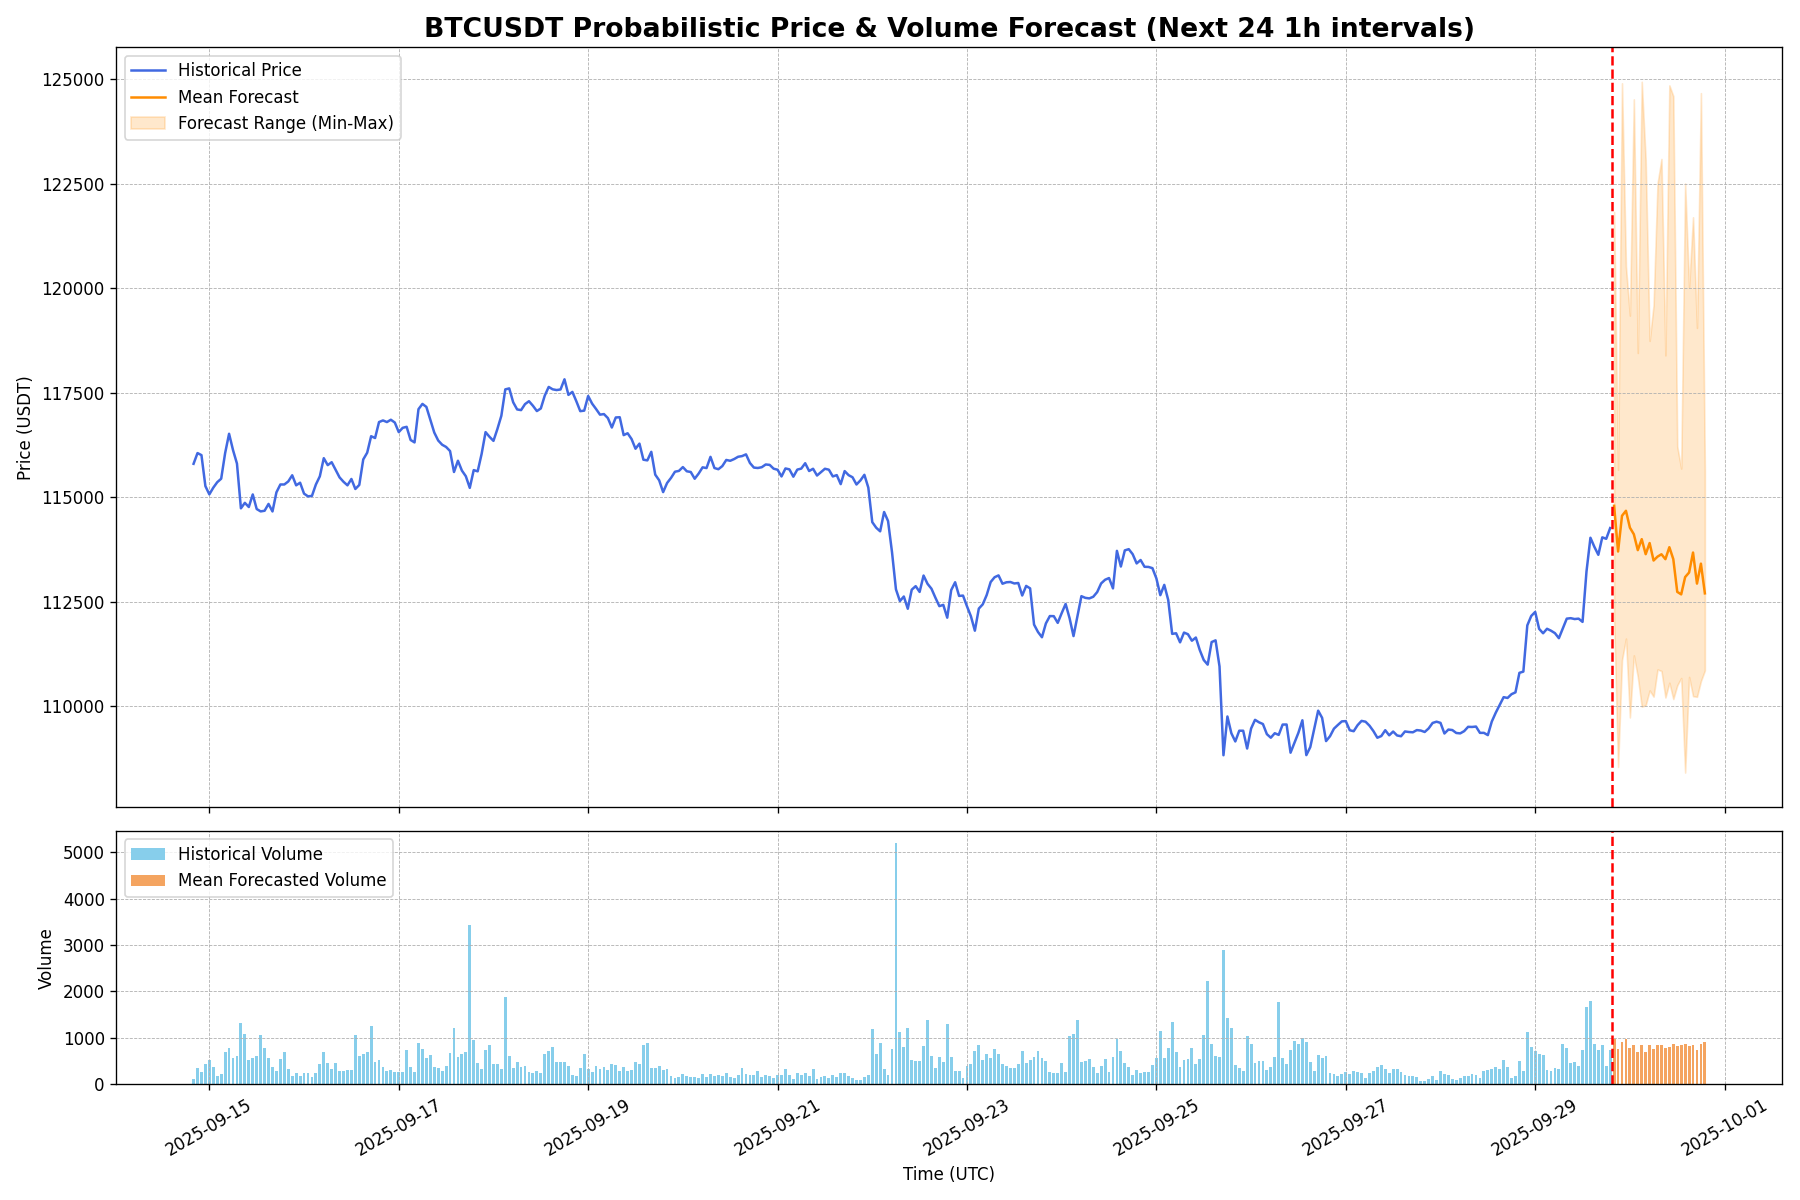 BTCUSDT Probabilistic Price & Volume Forecast (Next 24 1h intervals)
Historical Price
Mean Forecast
Forecast Range (Min-Max)
Price (USDT)
125000
122500
120000
117500
115000
112500
110000
Historical Volume
Mean Forecasted Volume
Volume
5000
4000
3000
2000
1000
0
2025-09-15
2025-09-17
2025-09-19
2025-09-21
2025-09-23
2025-09-25
2025-09-27
2025-09-29
2025-10-01
Time (UTC)